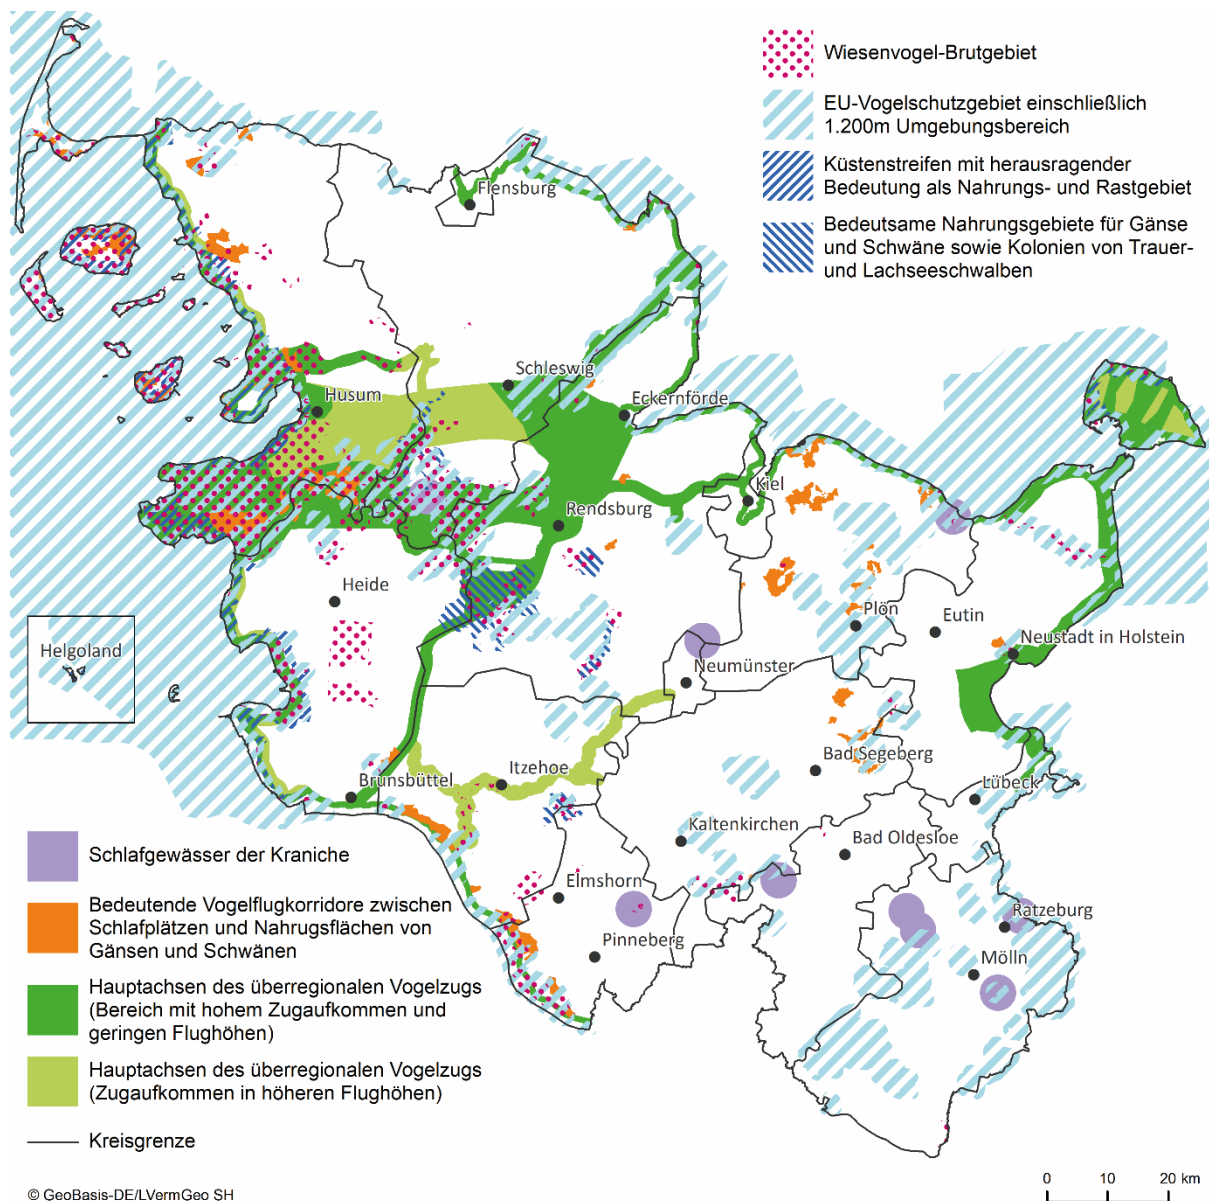 Wiesenvogel-Brutgebiet
EU-Vogelschutzgebiet einschließlich
1.200m Umgebungsbereich
Küstenstreifen mit herausragender
Bedeutung als Nahrungs- und Rastgebiet
Bedeutsame Nahrungsgebiete für Gänse
und Schwäne sowie Kolonien von Trauer-
und Lachseeschwalben
Flensburg
Schleswig
Husum
Eckernförde
Kiel
Rendsburg
Heide
Plön
Eutin
Helgoland
Neustadt in Holstein
Neumünster
Bad Segeberg
Itzehoe
Brunsbüttel
Lübeck
Kaltenkirchen
Bad Oldesloe
Elmshorn
Ratzeburg
Pinneberg
Mölln
Schlafgewässer der Kraniche
Bedeutende Vogelflugkorridore zwischen
Schlafplätzen und Nahrugsflächen von
Gänsen und Schwänen
Hauptachsen des überregionalen Vogelzugs
(Bereich mit hohem Zugaufkommen und
geringen Flughöhen)
Hauptachsen des überregionalen Vogelzugs
(Zugaufkommen in höheren Flughöhen)
Kreisgrenze
© GeoBasis-DE/LVermGeo SH
0 10 20 km